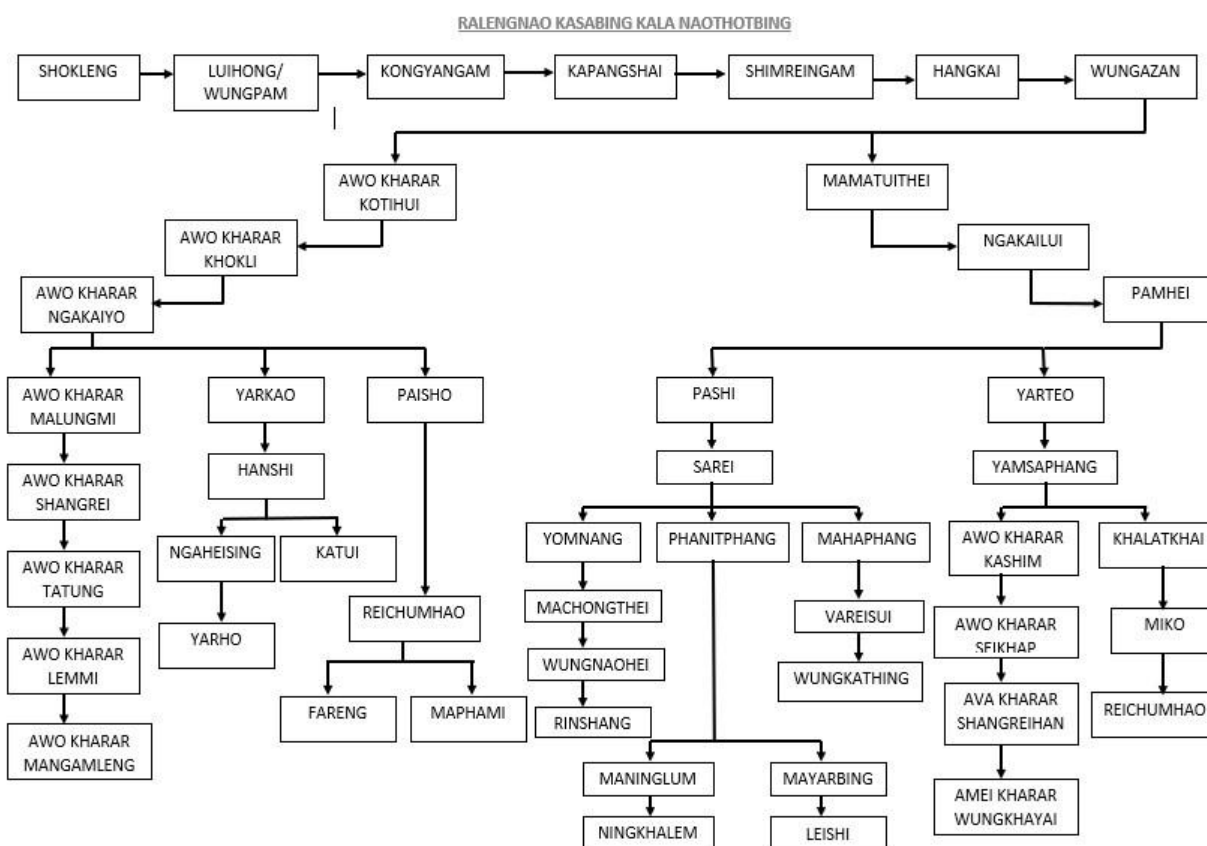 RALENGNAO KASABING KALA NAOTHOTBING
SHOKLENG
LUIHONG/
WUNGPAM
KONGYANGAM
KAPANGSHAI
SHIMREINGAM
HANGKAI
WUNGAZAN
AWO KHARAR
KOTIHUI
MAMATUITHEI
AWO KHARAR
KHOKLI
NGAKAILUI
AWO KHARAR
NGAKAIYO
PAMHEI
AWO KHARAR
MALUNGMI
YARKAO
PAISHO
PASHI
YARTEO
AWO KHARAR
SHANGREI
HANSHI
SAREI
YAMSAPHANG
NGAHEISING
KATUI
YOMNANG
PHANITPHANG
MAHAPHANG
AWO KHARAR
KASHIM
KHALATKHAI
AWO KHARAR
TATUNG
YARHO
REICHUMHAO
MACHONGTHEI
VAREISUI
AWO KHARAR
SEIKHAP
MIKO
AWO KHARAR
LEMMI
WUNGNAOHEI
WUNGKATHING
FARENG
MAPHAMI
RINSHANG
AVA KHARAR
SHANGREIHAN
REICHUMHAO
AWO KHARAR
MANGAMLENG
MANINGLUM
MAYARBING
AMEI KHARAR
WUNGKHAYAI
NINGKHALEM
LEISHI